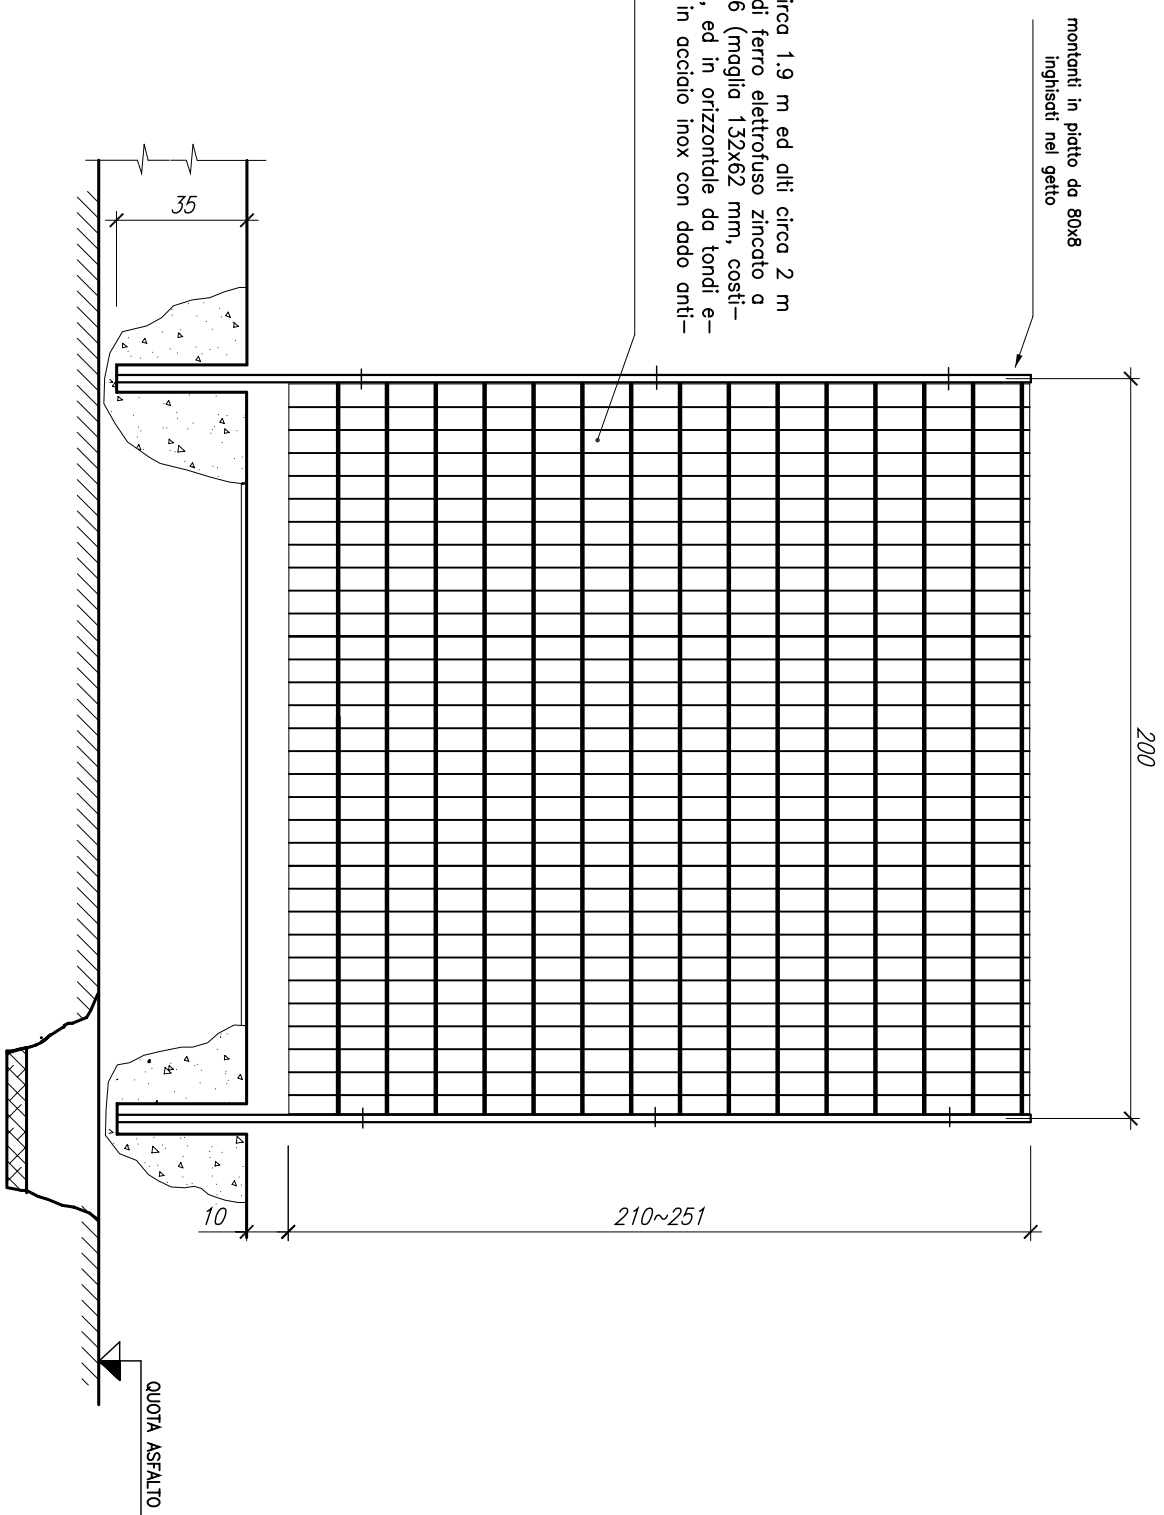 montanti in piatto da 80x8
inghisati nel getto
irca 1.9 m ed alti circa 2 m
di ferro elettrofuso zincato a
6 (maglia 132x62 mm, costi–
, ed in orizzontale da tondi e–
in acciaio inox con dado anti–
200
35
210~251
10
QUOTA ASFALTO